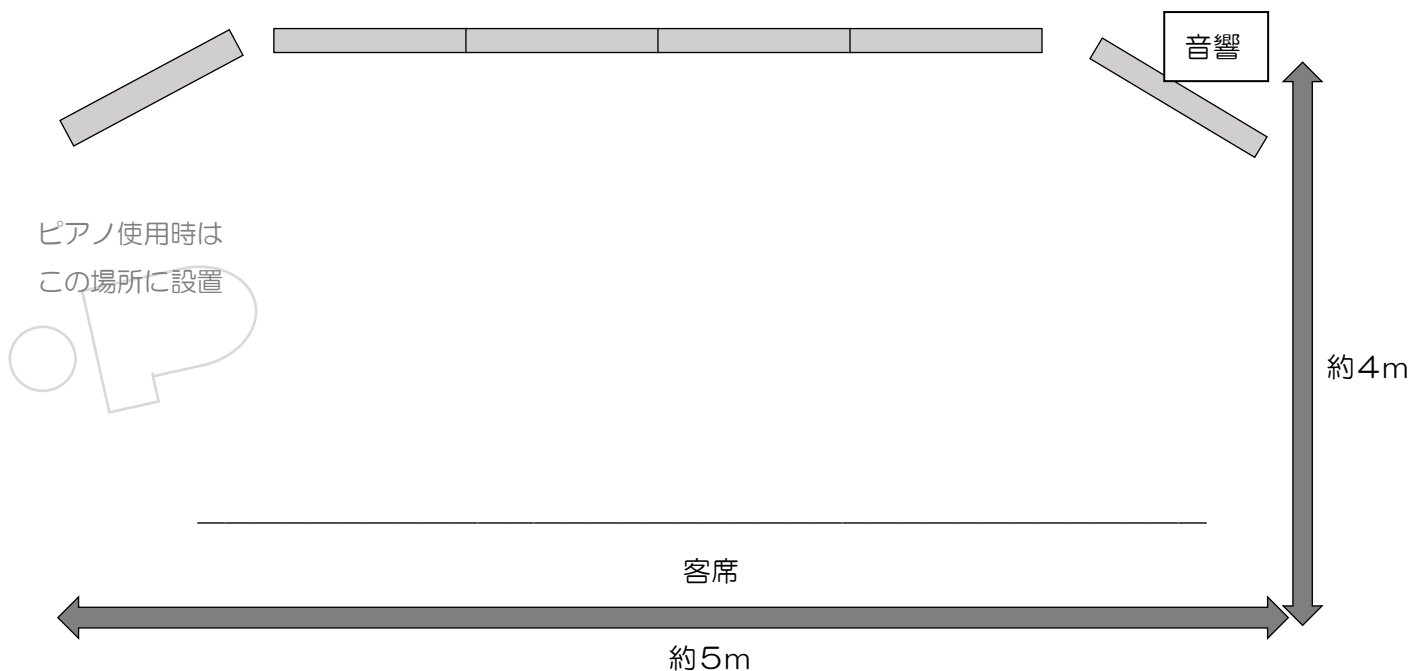 音響
ピアノ使用時は
この場所に設置
約4m
客席
約5m